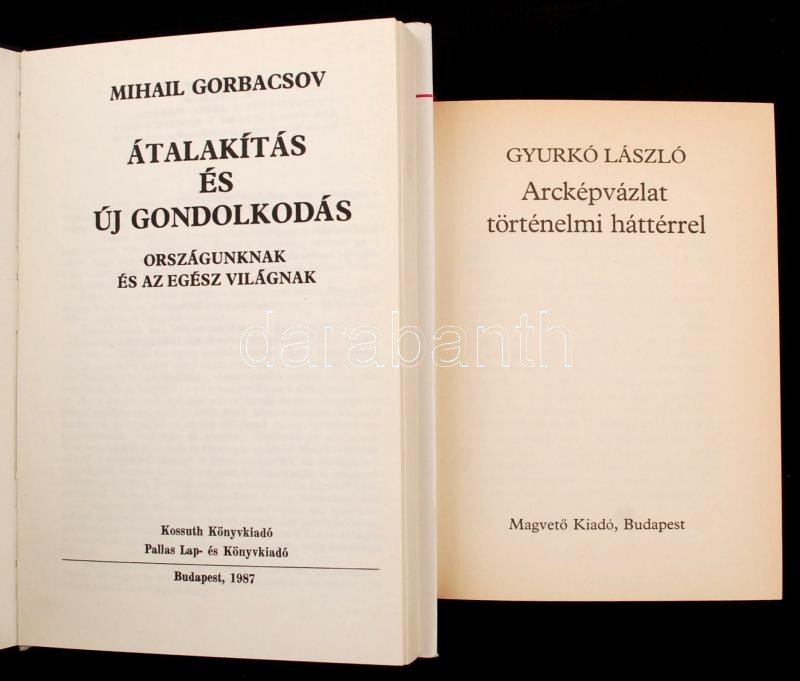 MIHAIL GORBACSOV
ÁTALAKÍTÁS
ÉS
ÚJ GONDOLKODÁS
ORSZÁGUNKNAK
ÉS AZ EGÉSZ VILÁGNAK
Kossuth Könyvkiadó
Pallas Lap- és Könyvkiadó
Budapest, 1987
GYURKÓ LÁSZLÓ
Arcképvázlat
történelmi háttérrel
Magvető Kiadó, Budapest
darabanth